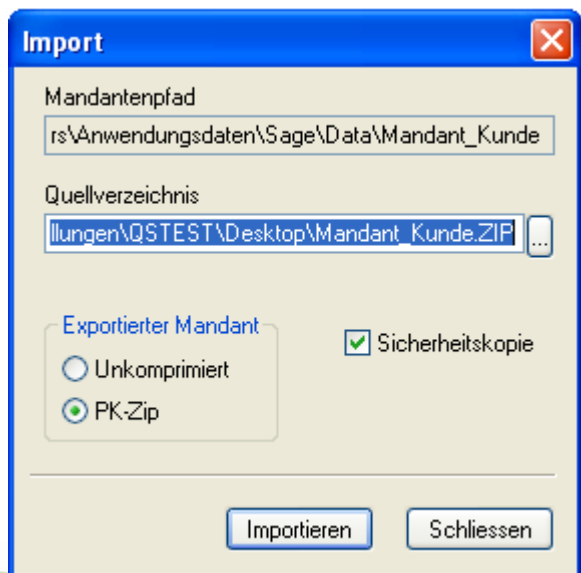 Import
Mandantenpfad
rs\Anwendungsdaten\Sage\Data\Mandant_Kunde
Quellverzeichnis
llungen\QSTEST\Desktop\Mandant_Kunde.ZIP
...
Exportierter Mandant
Sicherheitskopie
Unkomprimiert
PK-Zip
Importieren Schliessen